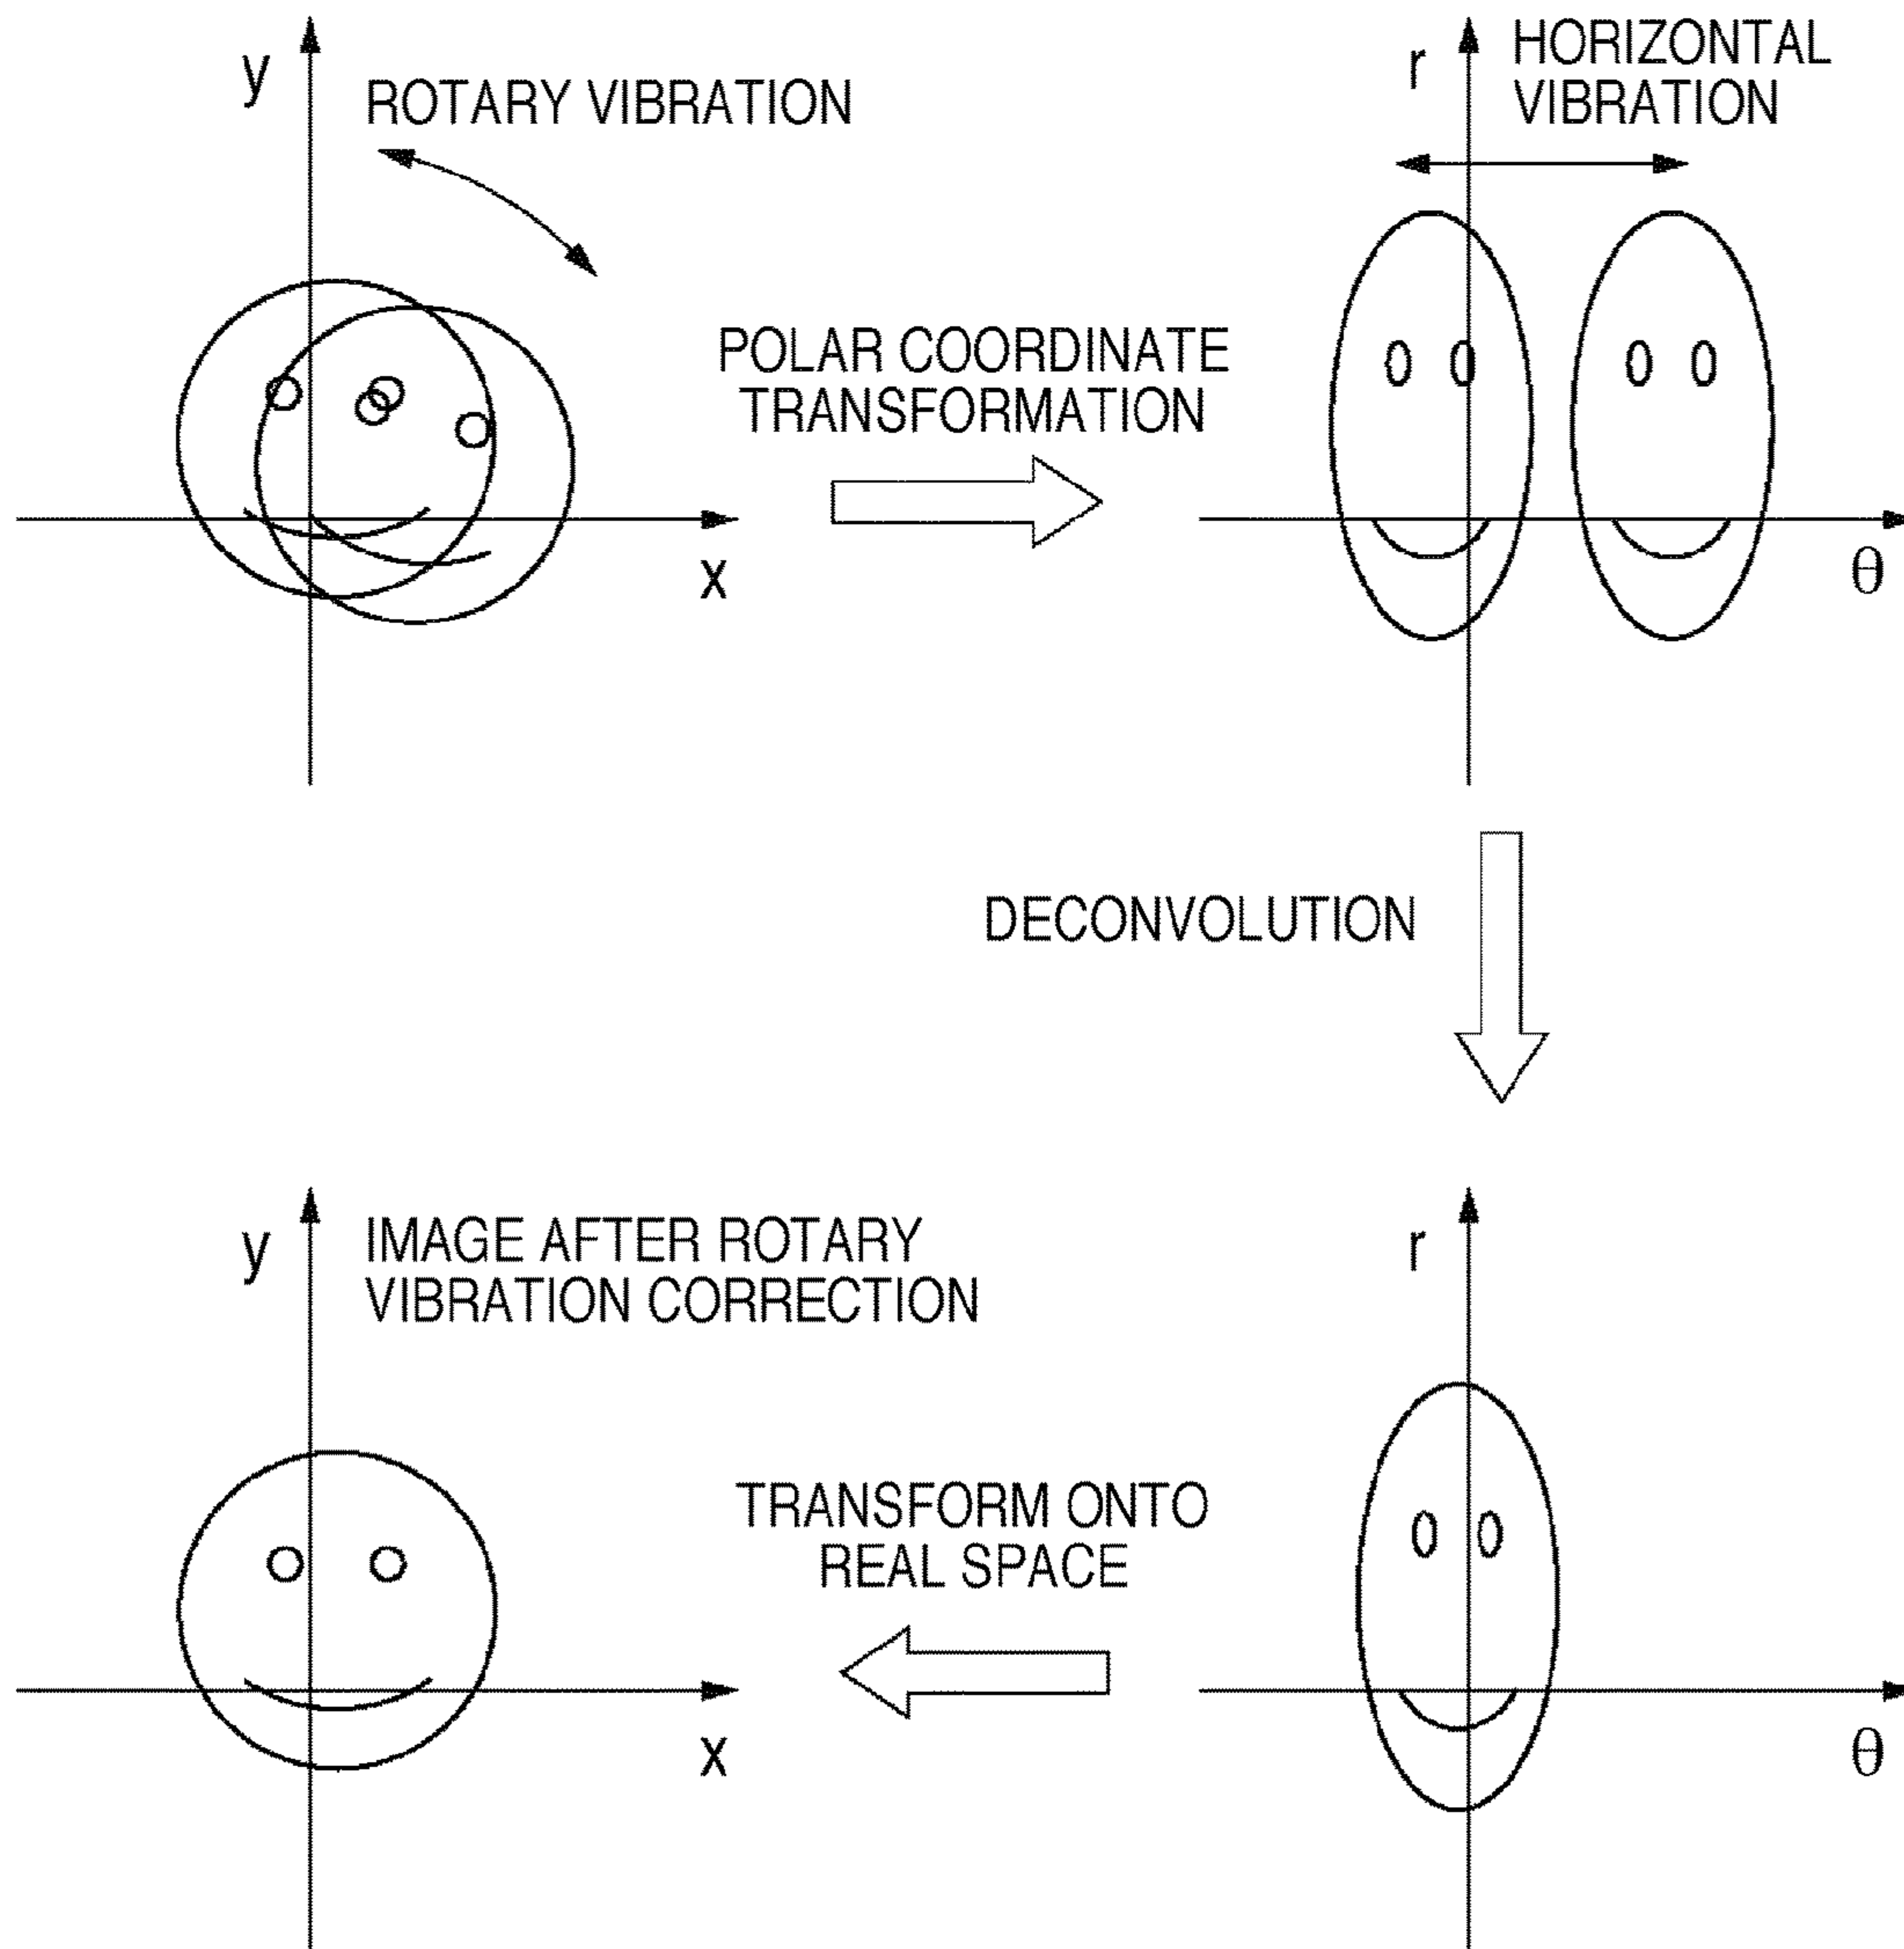 y
ROTARY VIBRATION
x
POLAR COORDINATE
TRANSFORMATION
r
HORIZONTAL
VIBRATION
θ
DECONVOLUTION
r
θ
TRANSFORM ONTO
REAL SPACE
y
IMAGE AFTER ROTARY
VIBRATION CORRECTION
x